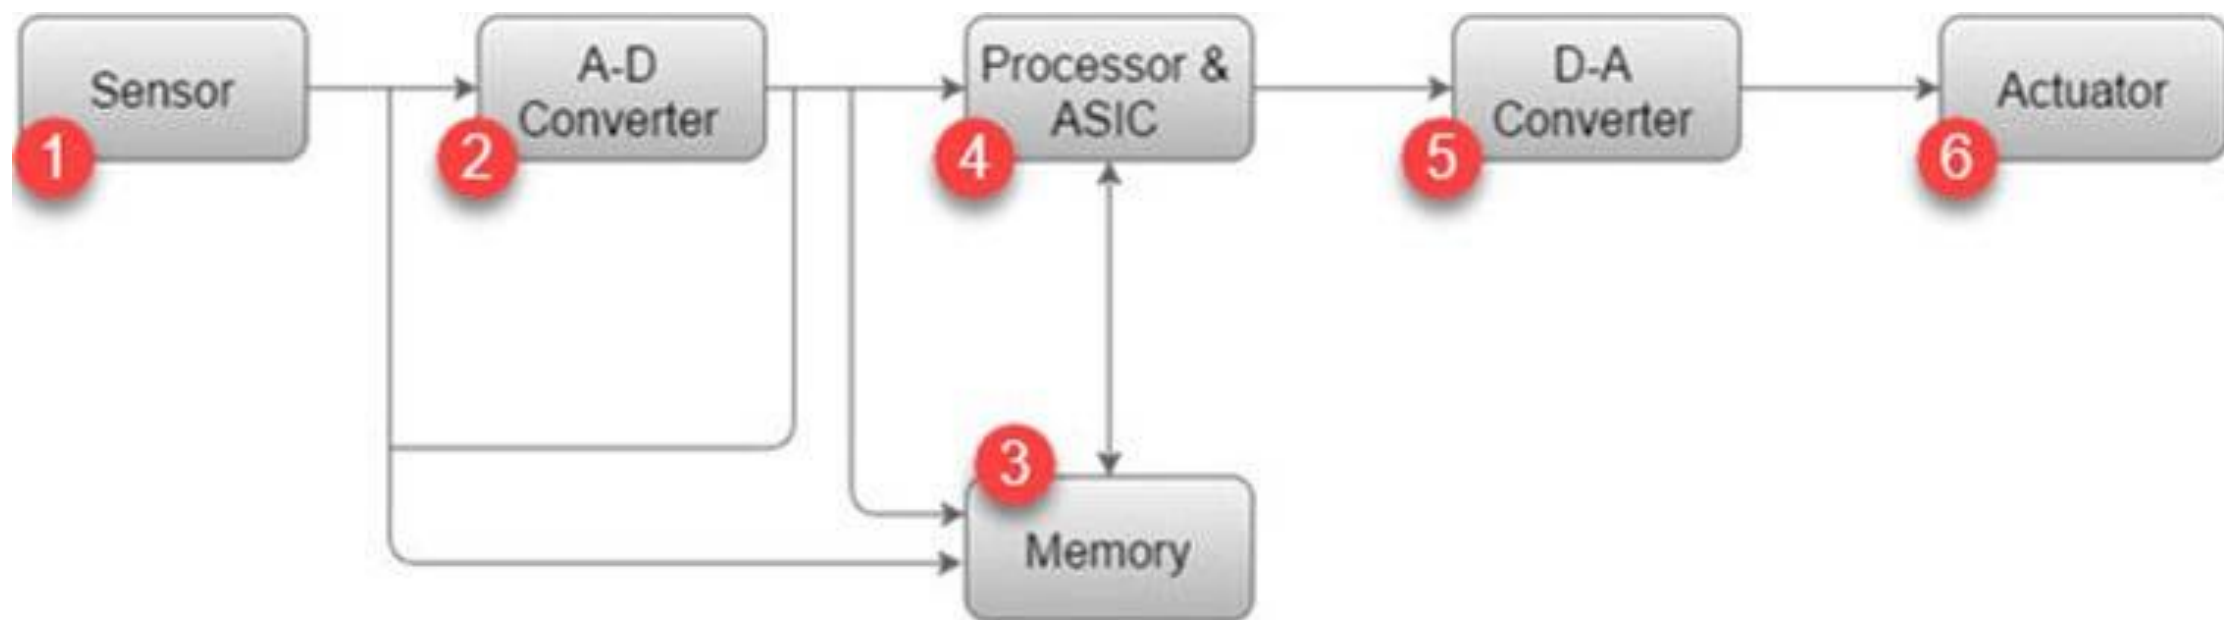 Sensor
1
A-D
Converter
2
Processor &
ASIC
4
D-A
Converter
5
Actuator
6
3
Memory